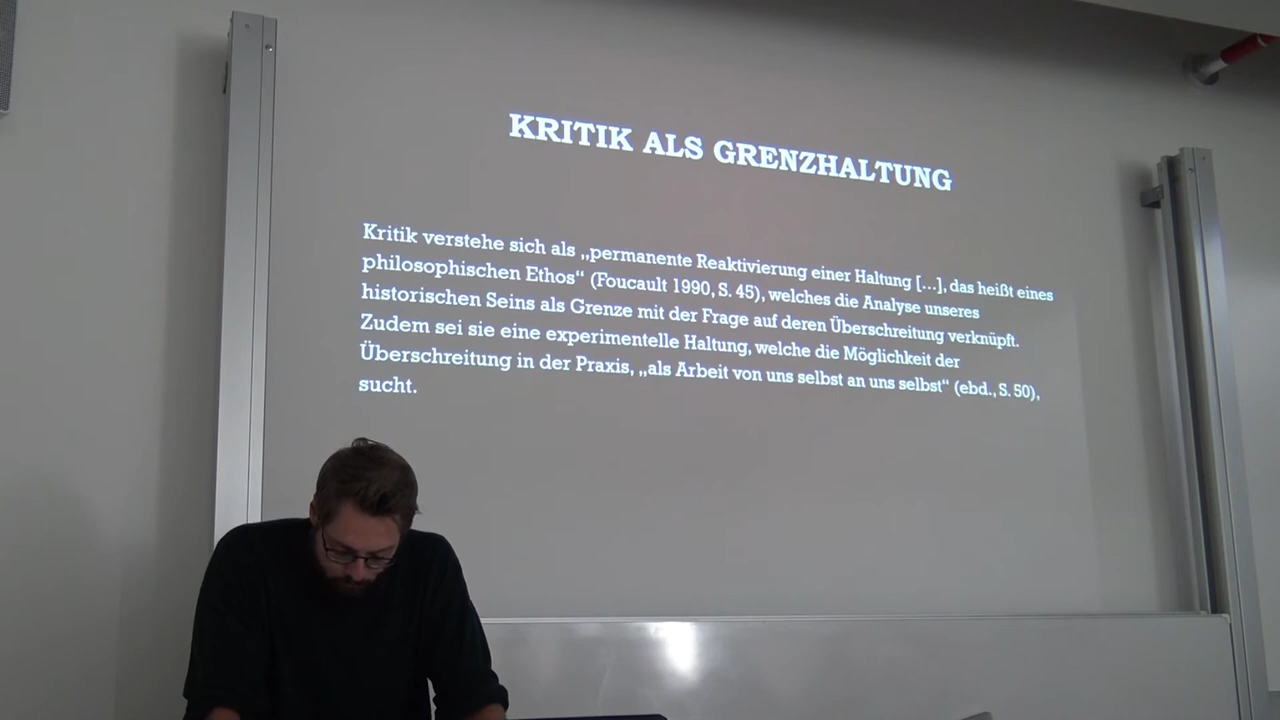 KRITIK ALS GRENZHALTUNG
Kritik verstehe sich als „permanente Reaktivierung einer Haltung [...], das heißt eines
philosophischen Ethos“ (Foucault 1990, S. 45), welches die Analyse unseres
historischen Seins als Grenze mit der Frage auf deren Überschreitung verknüpft.
Zudem sei sie eine experimentelle Haltung, welche die Möglichkeit der
Überschreitung in der Praxis, „als Arbeit von uns selbst an uns selbst“ (ebd., S. 50),
sucht.